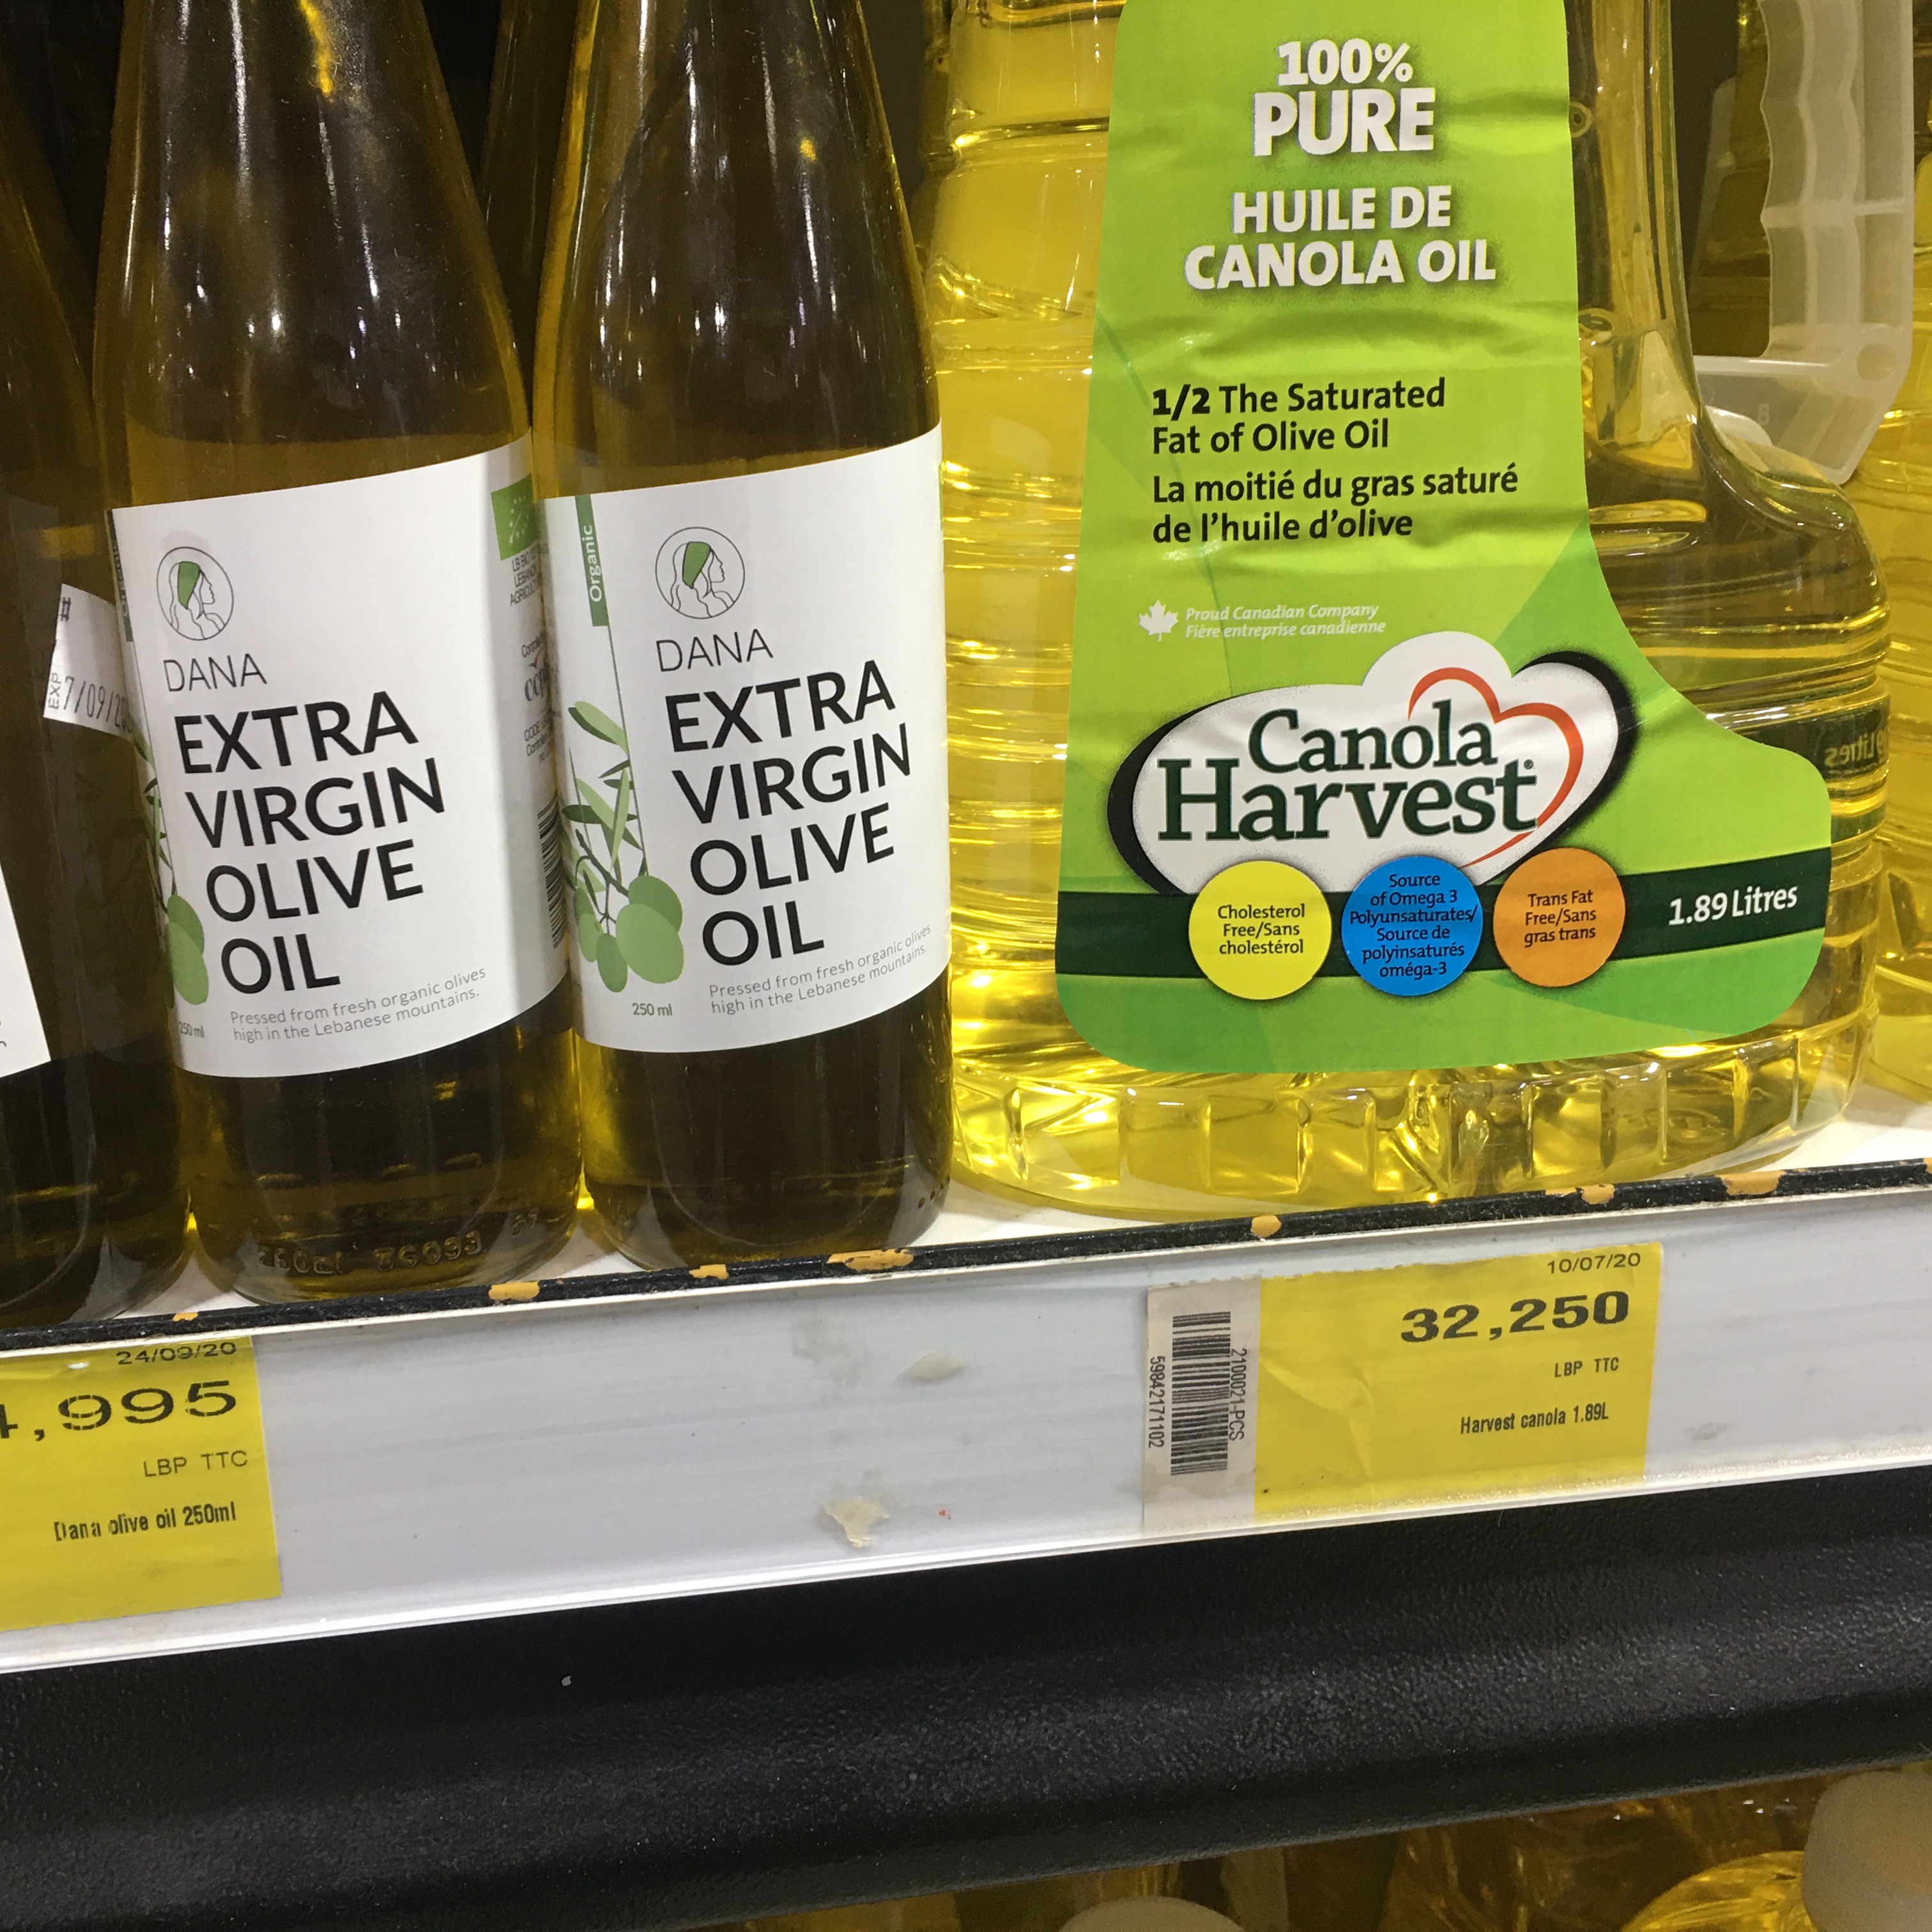 DANA
EXTRA
VIRGIN
OLIVE
OIL
Pressed from fresh organic olives
high in the Lebanese mountains.
250 ml
EXP
Organic
DANA
EXTRA
VIRGIN
OLIVE
OIL
Pressed from fresh organic olives
high in the Lebanese mountains.
250 ml
100%
PURE
HUILE DE
CANOLA OIL
1/2 The Saturated
Fat of Olive Oil
La moitié du gras saturé
de l'huile d'olive
Proud Canadian Company
Fière entreprise canadienne
Canola
Harvest®
Cholesterol
Free/Sans
cholestérol
Source
of Omega 3
Polyunsaturates/
Source de
polyinsaturés
oméga-3
Trans Fat
Free/Sans
gras trans
1.89 Litres
24/09/20
,995
LBP TTC
Dana olive oil 250ml
2100021-PCS
59842171102
10/07/20
32,250
LBP TTC
Harvest canola 1.89L